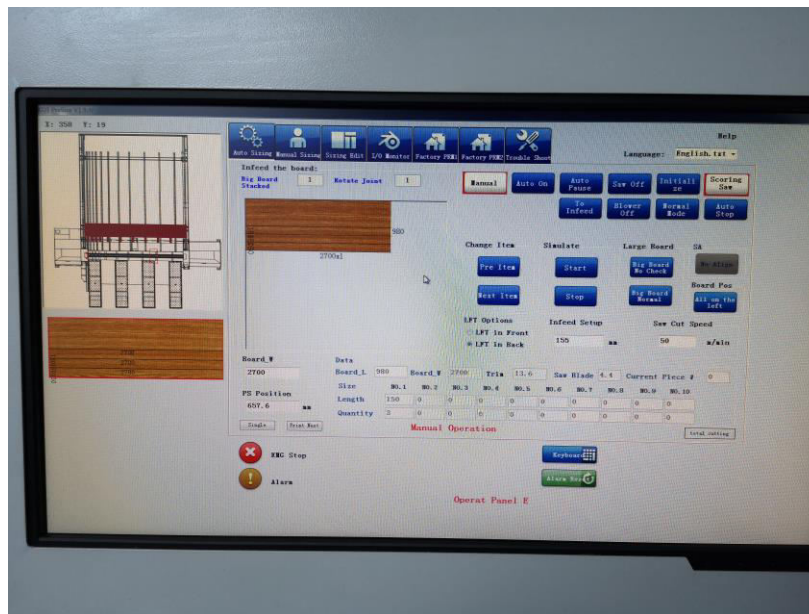 X: 358 Y: 19
Auto Sizing Manual Sizing Sizing Edit I/O Monitor Factory PRM1 Factory PRM2 Trouble Shoot
Help
Language: English.txt
Infeed the board:
Big Board Stacked 1 Rotate Joint 1
Manual Auto On Auto Pause Saw Off Initialize Scoring Saw
To Infeed Blower Off Normal Mode Auto Stop
980
2700x1
Change Item Simulate Large Board SA
Pre Item Start Big Board No Check No Align
Board Pos
Next Item Stop Big Board Normal All on the left
LFT Options Infeed Setup Saw Cut Speed
LFT In Front
LFT In Back 155 mm 50 m/min
2700
2700
2700
Board_W Data
2700 Board_L 980 Board_W 2700 Trim 13.6 Saw Blade 4.4 Current Piece # 0
Size NO.1 NO.2 NO.3 NO.4 NO.5 NO.6 NO.7 NO.8 NO.9 NO.10
PS Position Length 150 0 0 0 0 0 0 0 0 0
657.6 mm Quantity 3 0 0 0 0 0 0 0 0 0
Single Print Next Manual Operation total cutting
EMG Stop Keyboard
Alarm Alarm
Operat Panel E